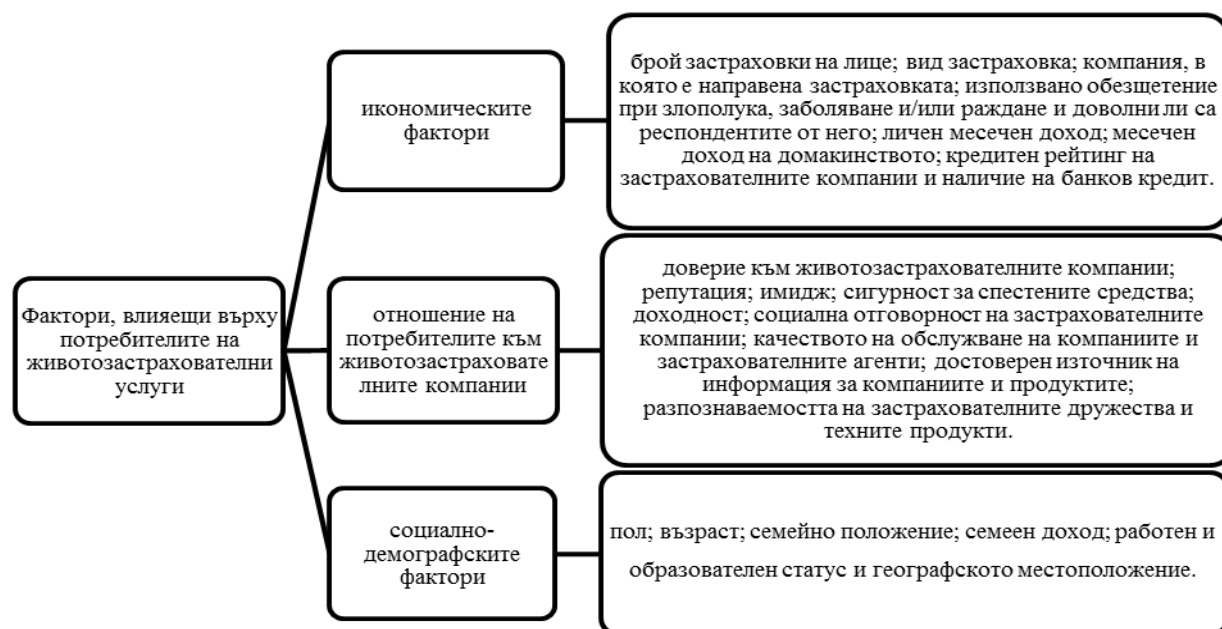 Фактори, влияещи върху
потребителите на
животозастрахователни
услуги
икономическите
фактори
брой застраховки на лице; вид застраховка; компания, в
която е направена застраховката; използвано обезщетение
при злополука, заболяване и/или раждане и доволни ли са
респондентите от него; личен месечен доход; месечен
доход на домакинството; кредитен рейтинг на
застрахователните компании и наличие на банков кредит.
отношение на
потребителите към
животозастраховате
лните компании
доверие към животозастрахователните компании;
репутация; имидж; сигурност за спестените средства;
доходност; социална отговорност на застрахователните
компании; качеството на обслужване на компаниите и
застрахователните агенти; достоверен източник на
информация за компаниите и продуктите;
разпознаваемостта на застрахователните дружества и
техните продукти.
социално-
демографските
фактори
пол; възраст; семейно положение; семеен доход; работен и
образователен статус и географското местоположение.